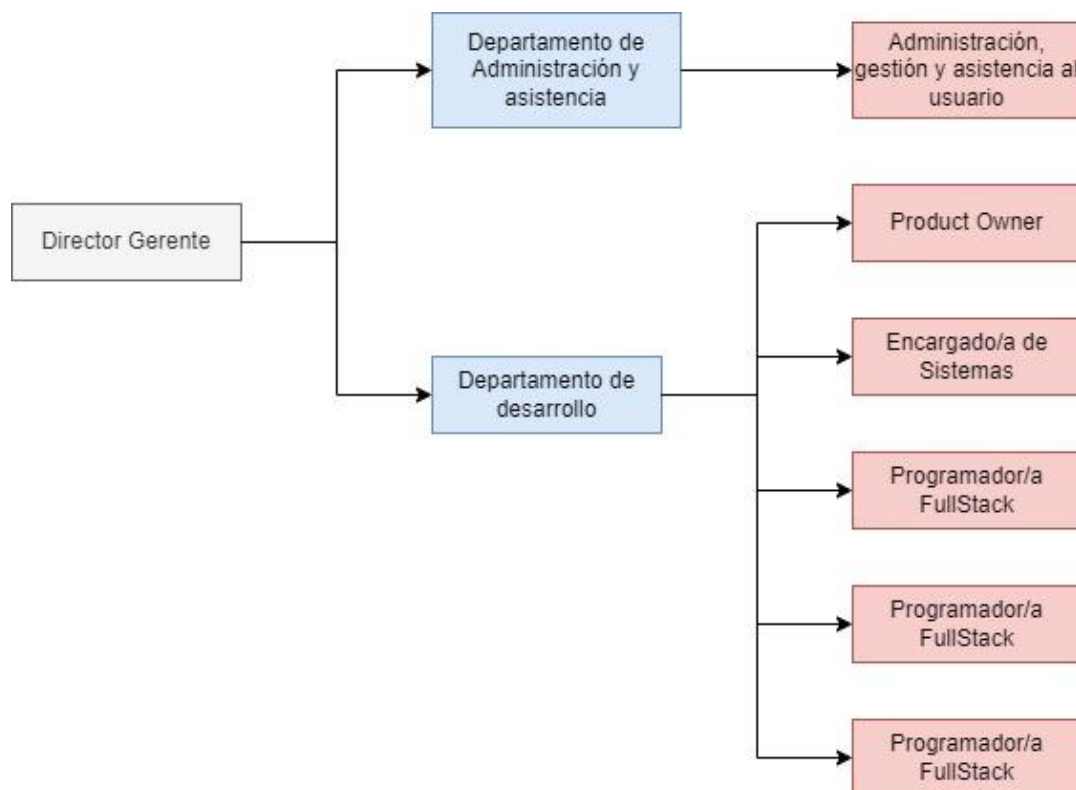 Departamento de
Administración y
asistencia
Administración,
gestión y asistencia al
usuario
Director Gerente
Product Owner
Encargado/a de
Sistemas
Departamento de
desarrollo
Programador/a
FullStack
Programador/a
FullStack
Programador/a
FullStack